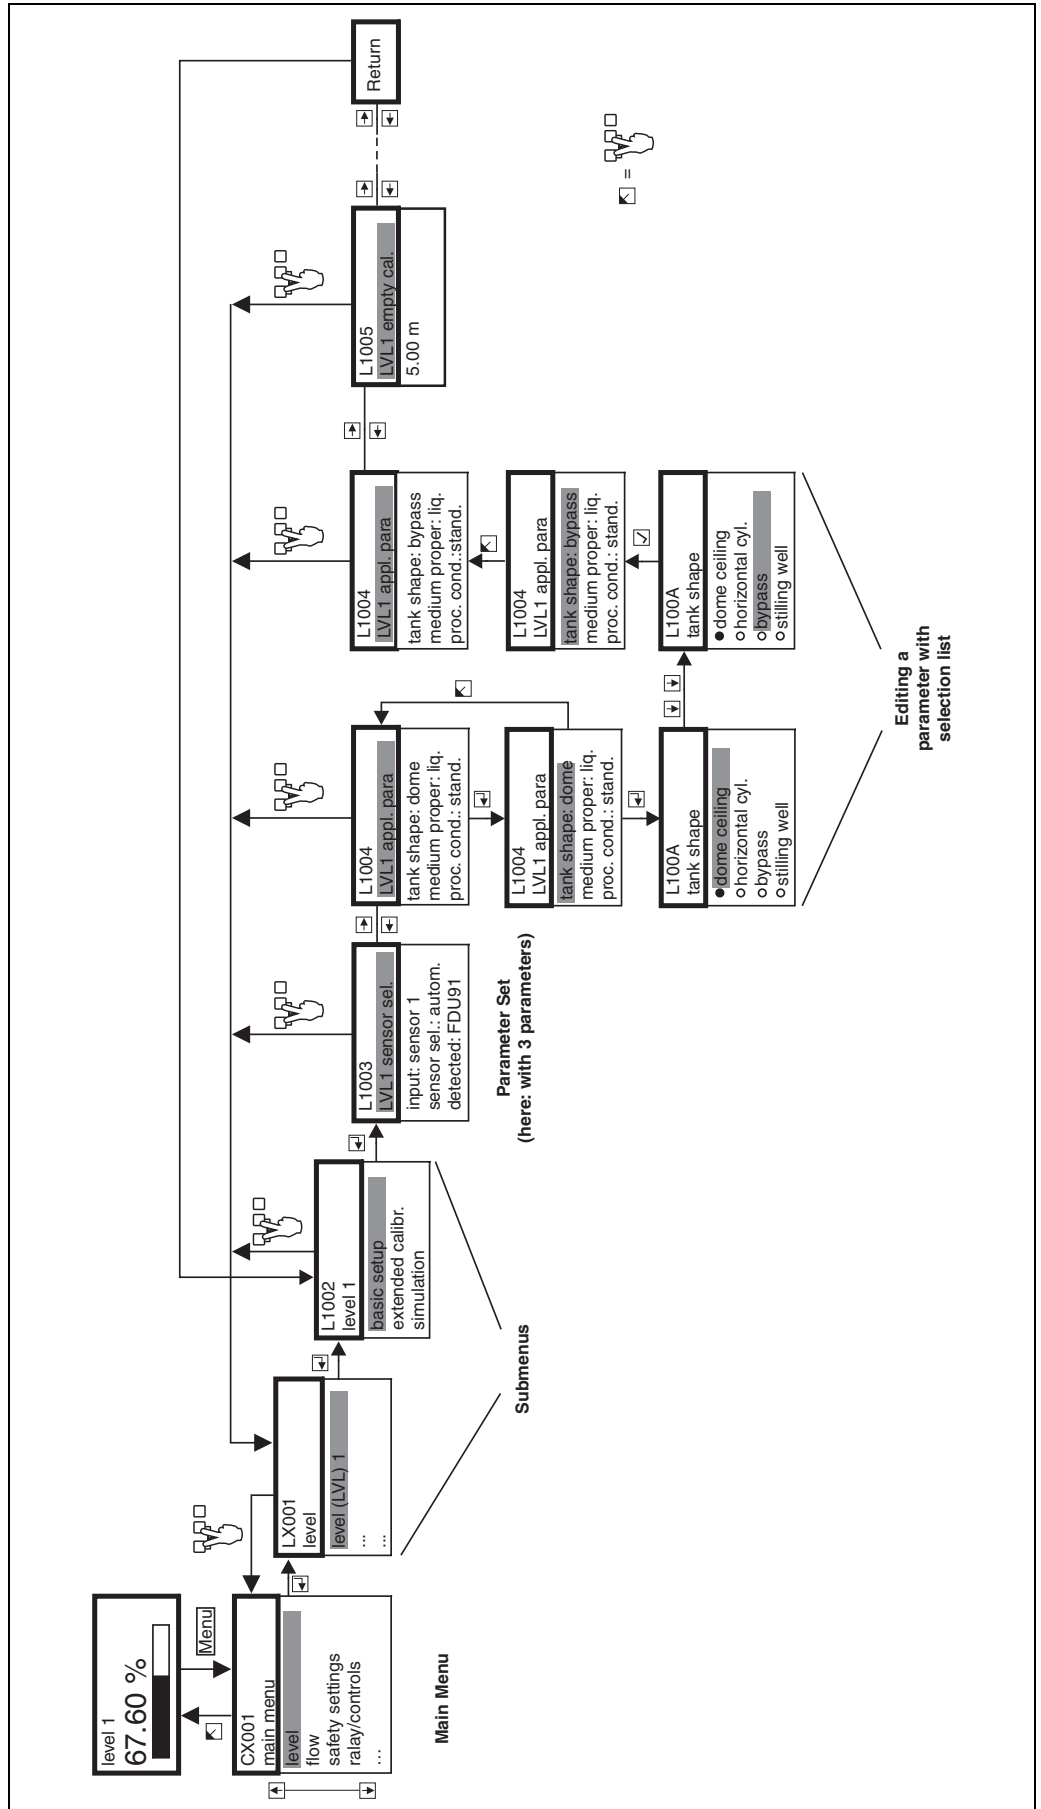 level 1
67.60 %
Menu
CX001
main menu
level
flow
safety settings
ralay/controls
...
Main Menu
LX001
level
level (LVL) 1
...
...
L1002
level 1
basic setup
extended calibr.
simulation
Submenus
L1003
LVL1 sensor sel.
input: sensor 1
sensor sel.: autom.
detected: FDU91
Parameter Set
(here: with 3 parameters)
L1004
LVL1 appl. para
tank shape: dome
medium proper: liq.
proc. cond.: stand.
L1004
LVL1 appl. para
tank shape: dome
medium proper: liq.
proc. cond.: stand.
L100A
tank shape
dome ceiling
horizontal cyl.
bypass
stilling well
L1004
LVL1 appl. para
tank shape: bypass
medium proper: liq.
proc. cond.:stand.
L1004
LVL1 appl. para
tank shape: bypass
medium proper: liq.
proc. cond.: stand.
L100A
tank shape
dome ceiling
horizontal cyl.
bypass
stilling well
Editing a
parameter with
selection list
L1005
LVL1 empty cal.
5.00 m
Return
=